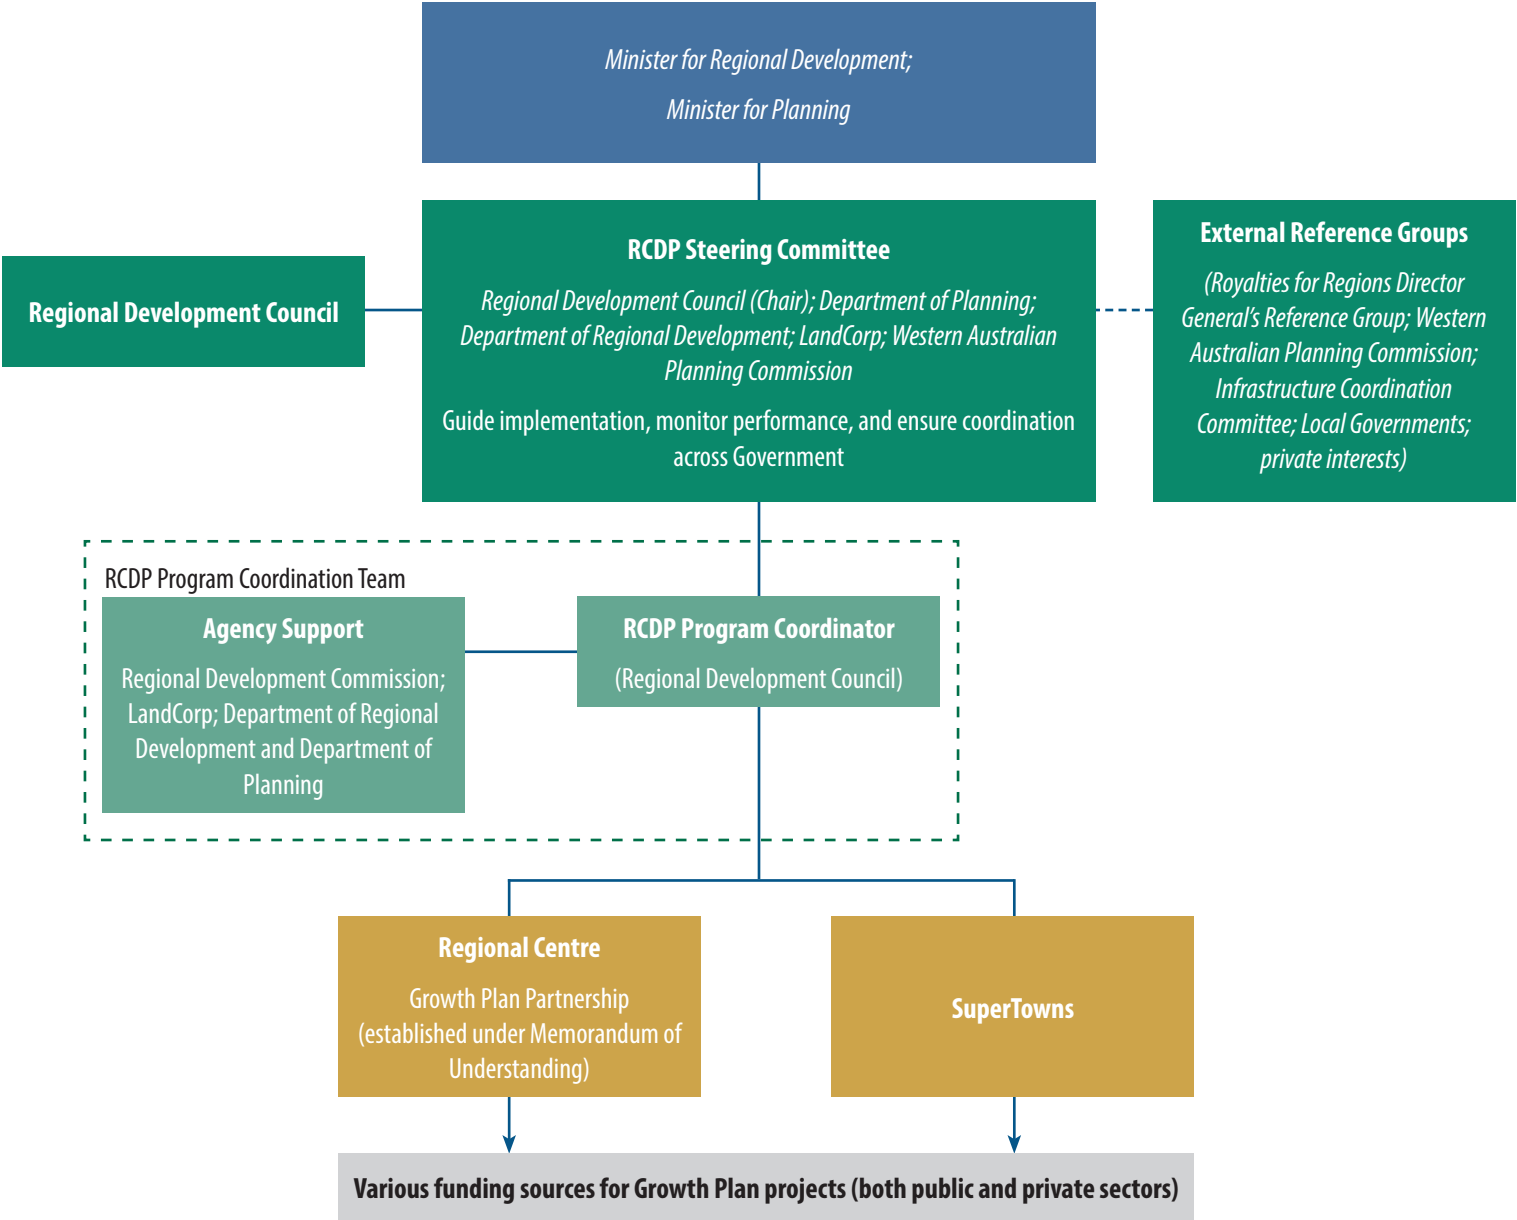 Minister for Regional Development;
Minister for Planning
Regional Development Council
RCDP Steering Committee
Regional Development Council (Chair); Department of Planning;
Department of Regional Development; LandCorp; Western Australian
Planning Commission
Guide implementation, monitor performance, and ensure coordination
across Government
External Reference Groups
(Royalties for Regions Director
General’s Reference Group; Western
Australian Planning Commission;
Infrastructure Coordination
Committee; Local Governments;
private interests)
RCDP Program Coordination Team
Agency Support
Regional Development Commission;
LandCorp; Department of Regional
Development and Department of
Planning
RCDP Program Coordinator
(Regional Development Council)
Regional Centre
Growth Plan Partnership
(established under Memorandum of
Understanding)
SuperTowns
Various funding sources for Growth Plan projects (both public and private sectors)